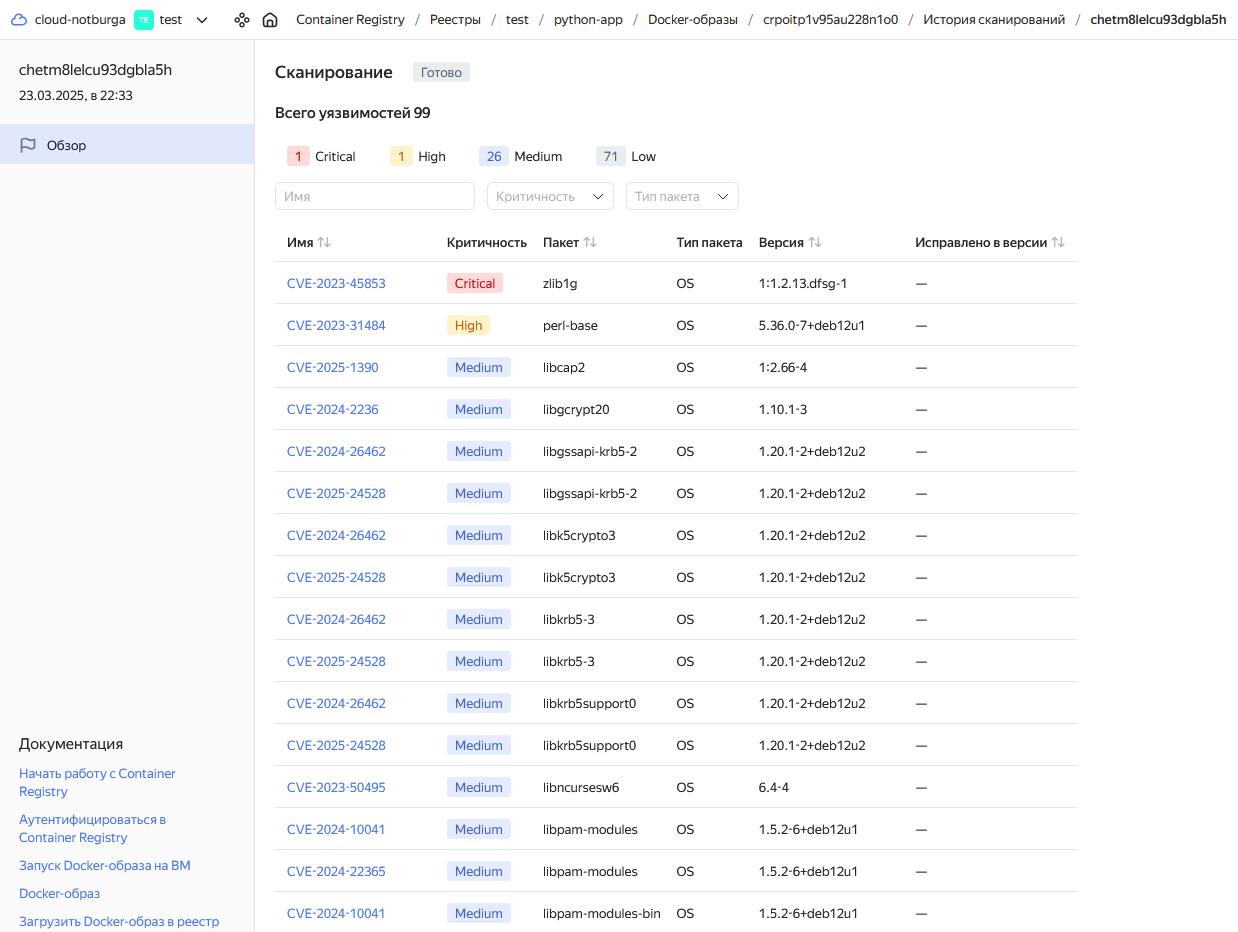 cloud-notburga TE test Container Registry / Реестры / test / python-app / Docker-образы / crpoitp1v95au228n1o0 / История сканирований / chetm8lelcu93dgbla5h
chetm8lelcu93dgbla5h
23.03.2025, в 22:33
Обзор
Документация
Начать работу с Container
Registry
Аутентифицироваться в
Container Registry
Запуск Docker-образа на ВМ
Docker-образ
Загрузить Docker-образ в реестр
Сканирование Готово
Всего уязвимостей 99
1 Critical 1 High 26 Medium 71 Low
Имя Критичность Тип пакета
Имя Критичность Пакет Тип пакета Версия Исправлено в версии
CVE-2023-45853 Critical zlib1g OS 1:1.2.13.dfsg-1 —
CVE-2023-31484 High perl-base OS 5.36.0-7+deb12u1 —
CVE-2025-1390 Medium libcap2 OS 1:2.66-4 —
CVE-2024-2236 Medium libgcrypt20 OS 1.10.1-3 —
CVE-2024-26462 Medium libgssapi-krb5-2 OS 1.20.1-2+deb12u2 —
CVE-2025-24528 Medium libgssapi-krb5-2 OS 1.20.1-2+deb12u2 —
CVE-2024-26462 Medium libk5crypto3 OS 1.20.1-2+deb12u2 —
CVE-2025-24528 Medium libk5crypto3 OS 1.20.1-2+deb12u2 —
CVE-2024-26462 Medium libkrb5-3 OS 1.20.1-2+deb12u2 —
CVE-2025-24528 Medium libkrb5-3 OS 1.20.1-2+deb12u2 —
CVE-2024-26462 Medium libkrb5support0 OS 1.20.1-2+deb12u2 —
CVE-2025-24528 Medium libkrb5support0 OS 1.20.1-2+deb12u2 —
CVE-2023-50495 Medium libncursesw6 OS 6.4-4 —
CVE-2024-10041 Medium libpam-modules OS 1.5.2-6+deb12u1 —
CVE-2024-22365 Medium libpam-modules OS 1.5.2-6+deb12u1 —
CVE-2024-10041 Medium libpam-modules-bin OS 1.5.2-6+deb12u1 —